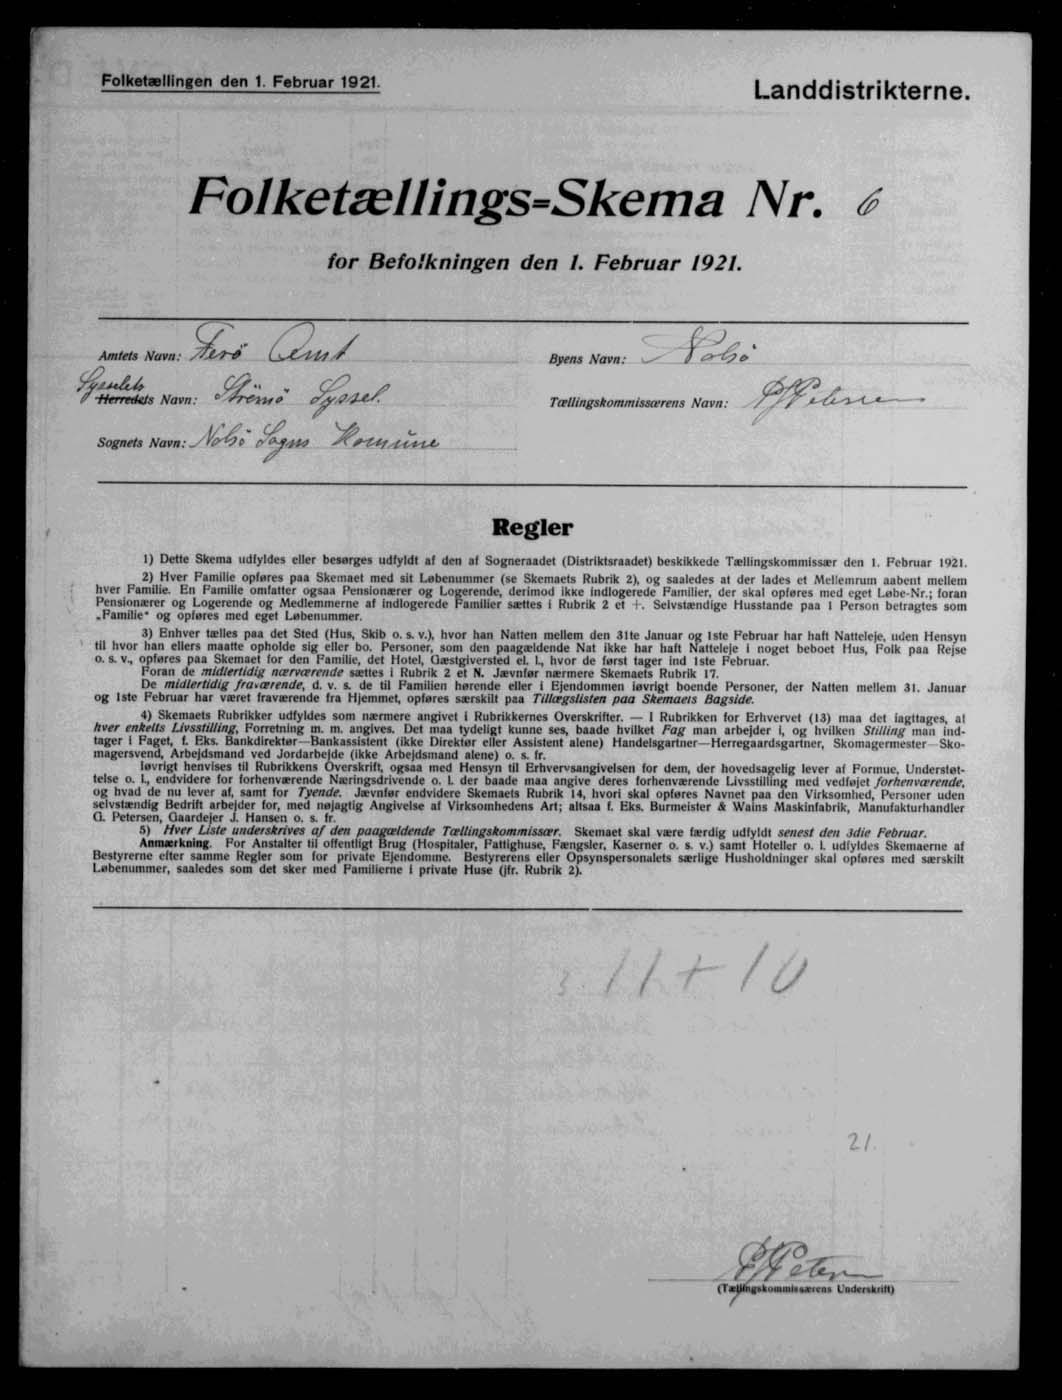 Folketællingen den 1. Februar 1921.
Landdistrikterne.
Folketællings=Skema Nr. 6
for Befolkningen den 1. Februar 1921.
Amtets Navn: Færø Amt
Byens Navn: Nolsø
Sysselets
Herredets Navn: Strömø Syssel.
Tællingskommissærens Navn: PJPetersen
Sognets Navn: Nolsø Sogns Komúne
Regler
1) Dette Skema udfyldes eller besørges udfyldt af den af Sogneraadet (Distriktsraadet) beskikkede Tællingskommissær den 1. Februar 1921.
2) Hver Familie opføres paa Skemaet med sit Løbenummer (se Skemaets Rubrik 2), og saaledes at der lades et Mellemrum aabent mellem
hver Familie. En Familie omfatter ogsaa Pensionærer og Logerende, derimod ikke indlogerede Familier, der skal opføres med eget Løbe-Nr.; foran
Pensionærer og Logerende og Medlemmerne af indlogerede Familier sættes i Rubrik 2 et +. Selvstændige Husstande paa 1 Person betragtes som
„Familie“ og opføres med eget Løbenummer.
3) Enhver tælles paa det Sted (Hus, Skib o. s. v.), hvor han Natten mellem den 31te Januar og 1ste Februar har haft Natteleje, uden Hensyn
til hvor han ellers maatte opholde sig eller bo. Personer, som den paagældende Nat ikke har haft Natteleje i noget beboet Hus, Folk paa Rejse
o. s. v., opføres paa Skemaet for den Familie, det Hotel, Gæstgiversted el. l., hvor de først tager ind 1ste Februar.
Foran de midlertidig nærværende sættes i Rubrik 2 et N. Jævnfør nærmere Skemaets Rubrik 17.
De midlertidig fraværende, d. v. s. de til Familien hørende eller i Ejendommen iøvrigt boende Personer, der Natten mellem 31. Januar
og 1ste Februar har været fraværende fra Hjemmet, opføres særskilt paa Tillægslisten paa Skemaets Bagside.
4) Skemaets Rubrikker udfyldes som nærmere angivet i Rubrikkernes Overskrifter. — I Rubrikken for Erhvervet (13) maa det iagttages, at
hver enkelts Livsstilling, Forretning m. m. angives. Det maa tydeligt kunne ses, baade hvilket Fag man arbejder i, og hvilken Stilling man ind-
tager i Faget, f. Eks. Bankdirektør—Bankassistent (ikke Direktør eller Assistent alene) Handelsgartner—Herregaardsgartner, Skomagermester—Sko-
magersvend, Arbejdsmand ved Jordarbejde (ikke Arbejdsmand alene) o. s. fr.
Iøvrigt henvises til Rubrikkens Overskrift, ogsaa med Hensyn til Erhvervsangivelsen for dem, der hovedsagelig lever af Formue, Understøt-
telse o. l., endvidere for forhenværende Næringsdrivende o. l. der baade maa angive deres forhenværende Livsstilling med vedføjet forhenværende,
og hvad de nu lever af, samt for Tyende. Jævnfør endvidere Skemaets Rubrik 14, hvori skal opføres Navnet paa den Virksomhed, Personer uden
selvstændig Bedrift arbejder for, med nøjagtig Angivelse af Virksomhedens Art; altsaa f. Eks. Burmeister & Wains Maskinfabrik, Manufakturhandler
G. Petersen, Gaardejer J. Hansen o. s. fr.
5) Hver Liste underskrives af den paagældende Tællingskommissær. Skemaet skal være færdig udfyldt senest den 3die Februar.
Anmærkning. For Anstalter til offentligt Brug (Hospitaler, Fattighuse, Fængsler, Kaserner o. s. v.) samt Hoteller o. l. udfyldes Skemaerne af
Bestyrerne efter samme Regler som for private Ejendomme. Bestyrerens eller Opsynspersonalets særlige Husholdninger skal opføres med særskilt
Løbenummer, saaledes som det sker med Familierne i private Huse (jfr. Rubrik 2).
3 11+10
21.
PJPetersen
(Tællingskommissærens Underskrift)